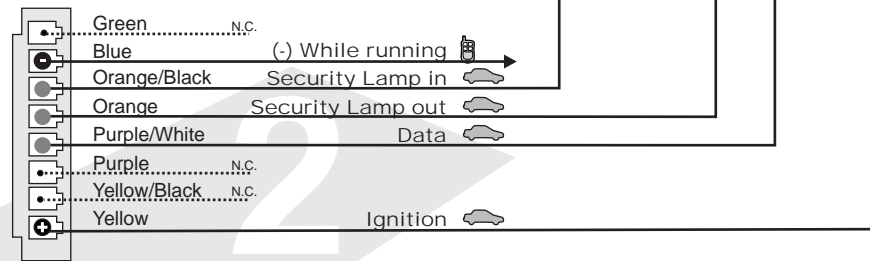 Green N.C.
Blue (-) While running
Orange/Black Security Lamp in
Orange Security Lamp out
Purple/White Data
Purple N.C.
Yellow/Black N.C.
Yellow Ignition
2